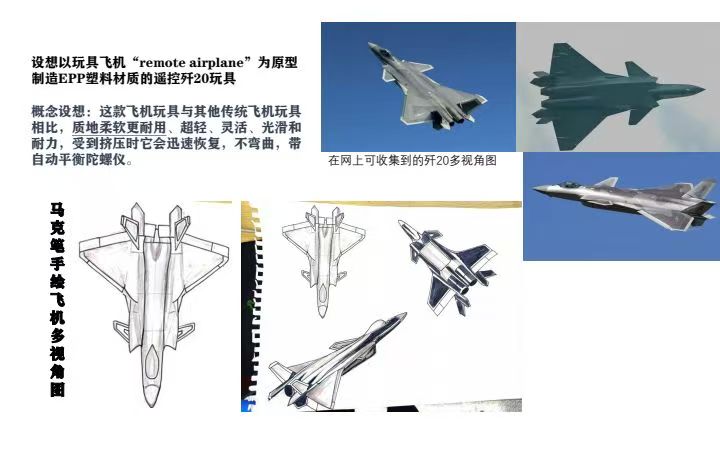 设想以玩具飞机“remote airplane”为原型
制造EPP塑料材质的遥控歼20玩具
概念设想：这款飞机玩具与其他传统飞机玩具
相比，质地柔软更耐用、超轻、灵活、光滑和
耐力，受到挤压时它会迅速恢复，不弯曲，带
自动平衡陀螺仪。
在网上可收集到的歼20多视角图
马克笔手绘飞机多视角图